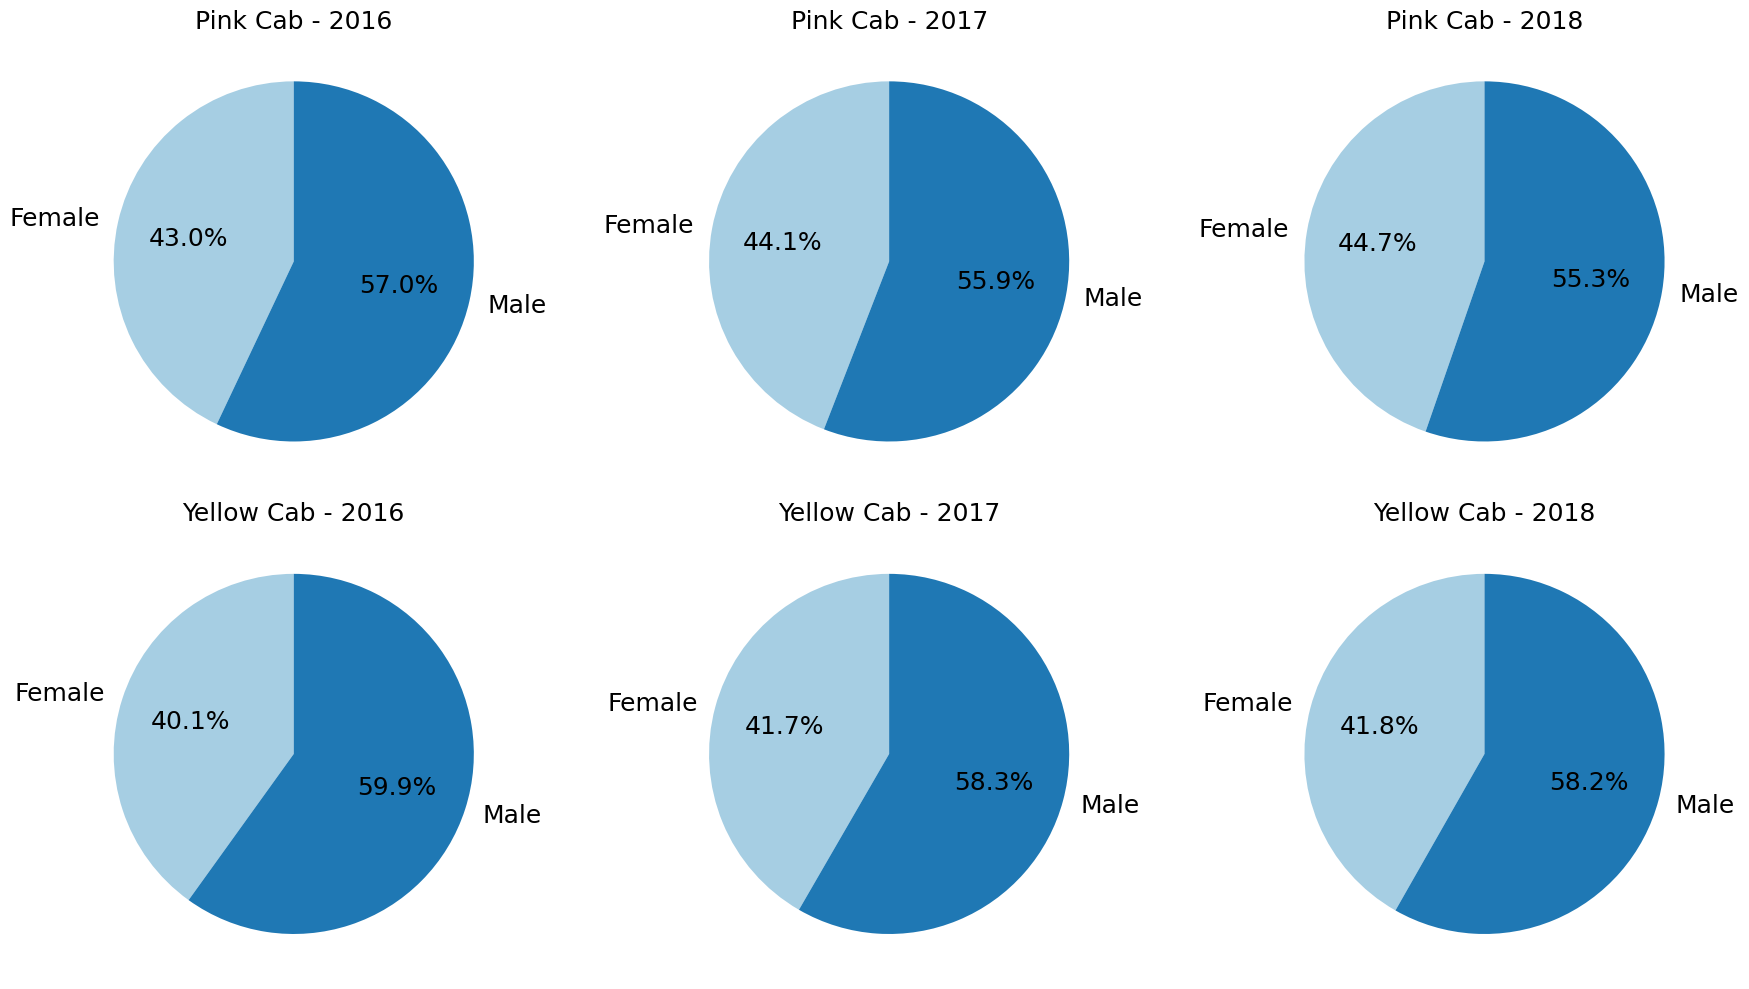 Pink Cab - 2016
Female
43.0%
57.0%
Male
Pink Cab - 2017
Female
44.1%
55.9%
Male
Pink Cab - 2018
Female
44.7%
55.3%
Male
Yellow Cab - 2016
Female
40.1%
59.9%
Male
Yellow Cab - 2017
Female
41.7%
58.3%
Male
Yellow Cab - 2018
Female
41.8%
58.2%
Male